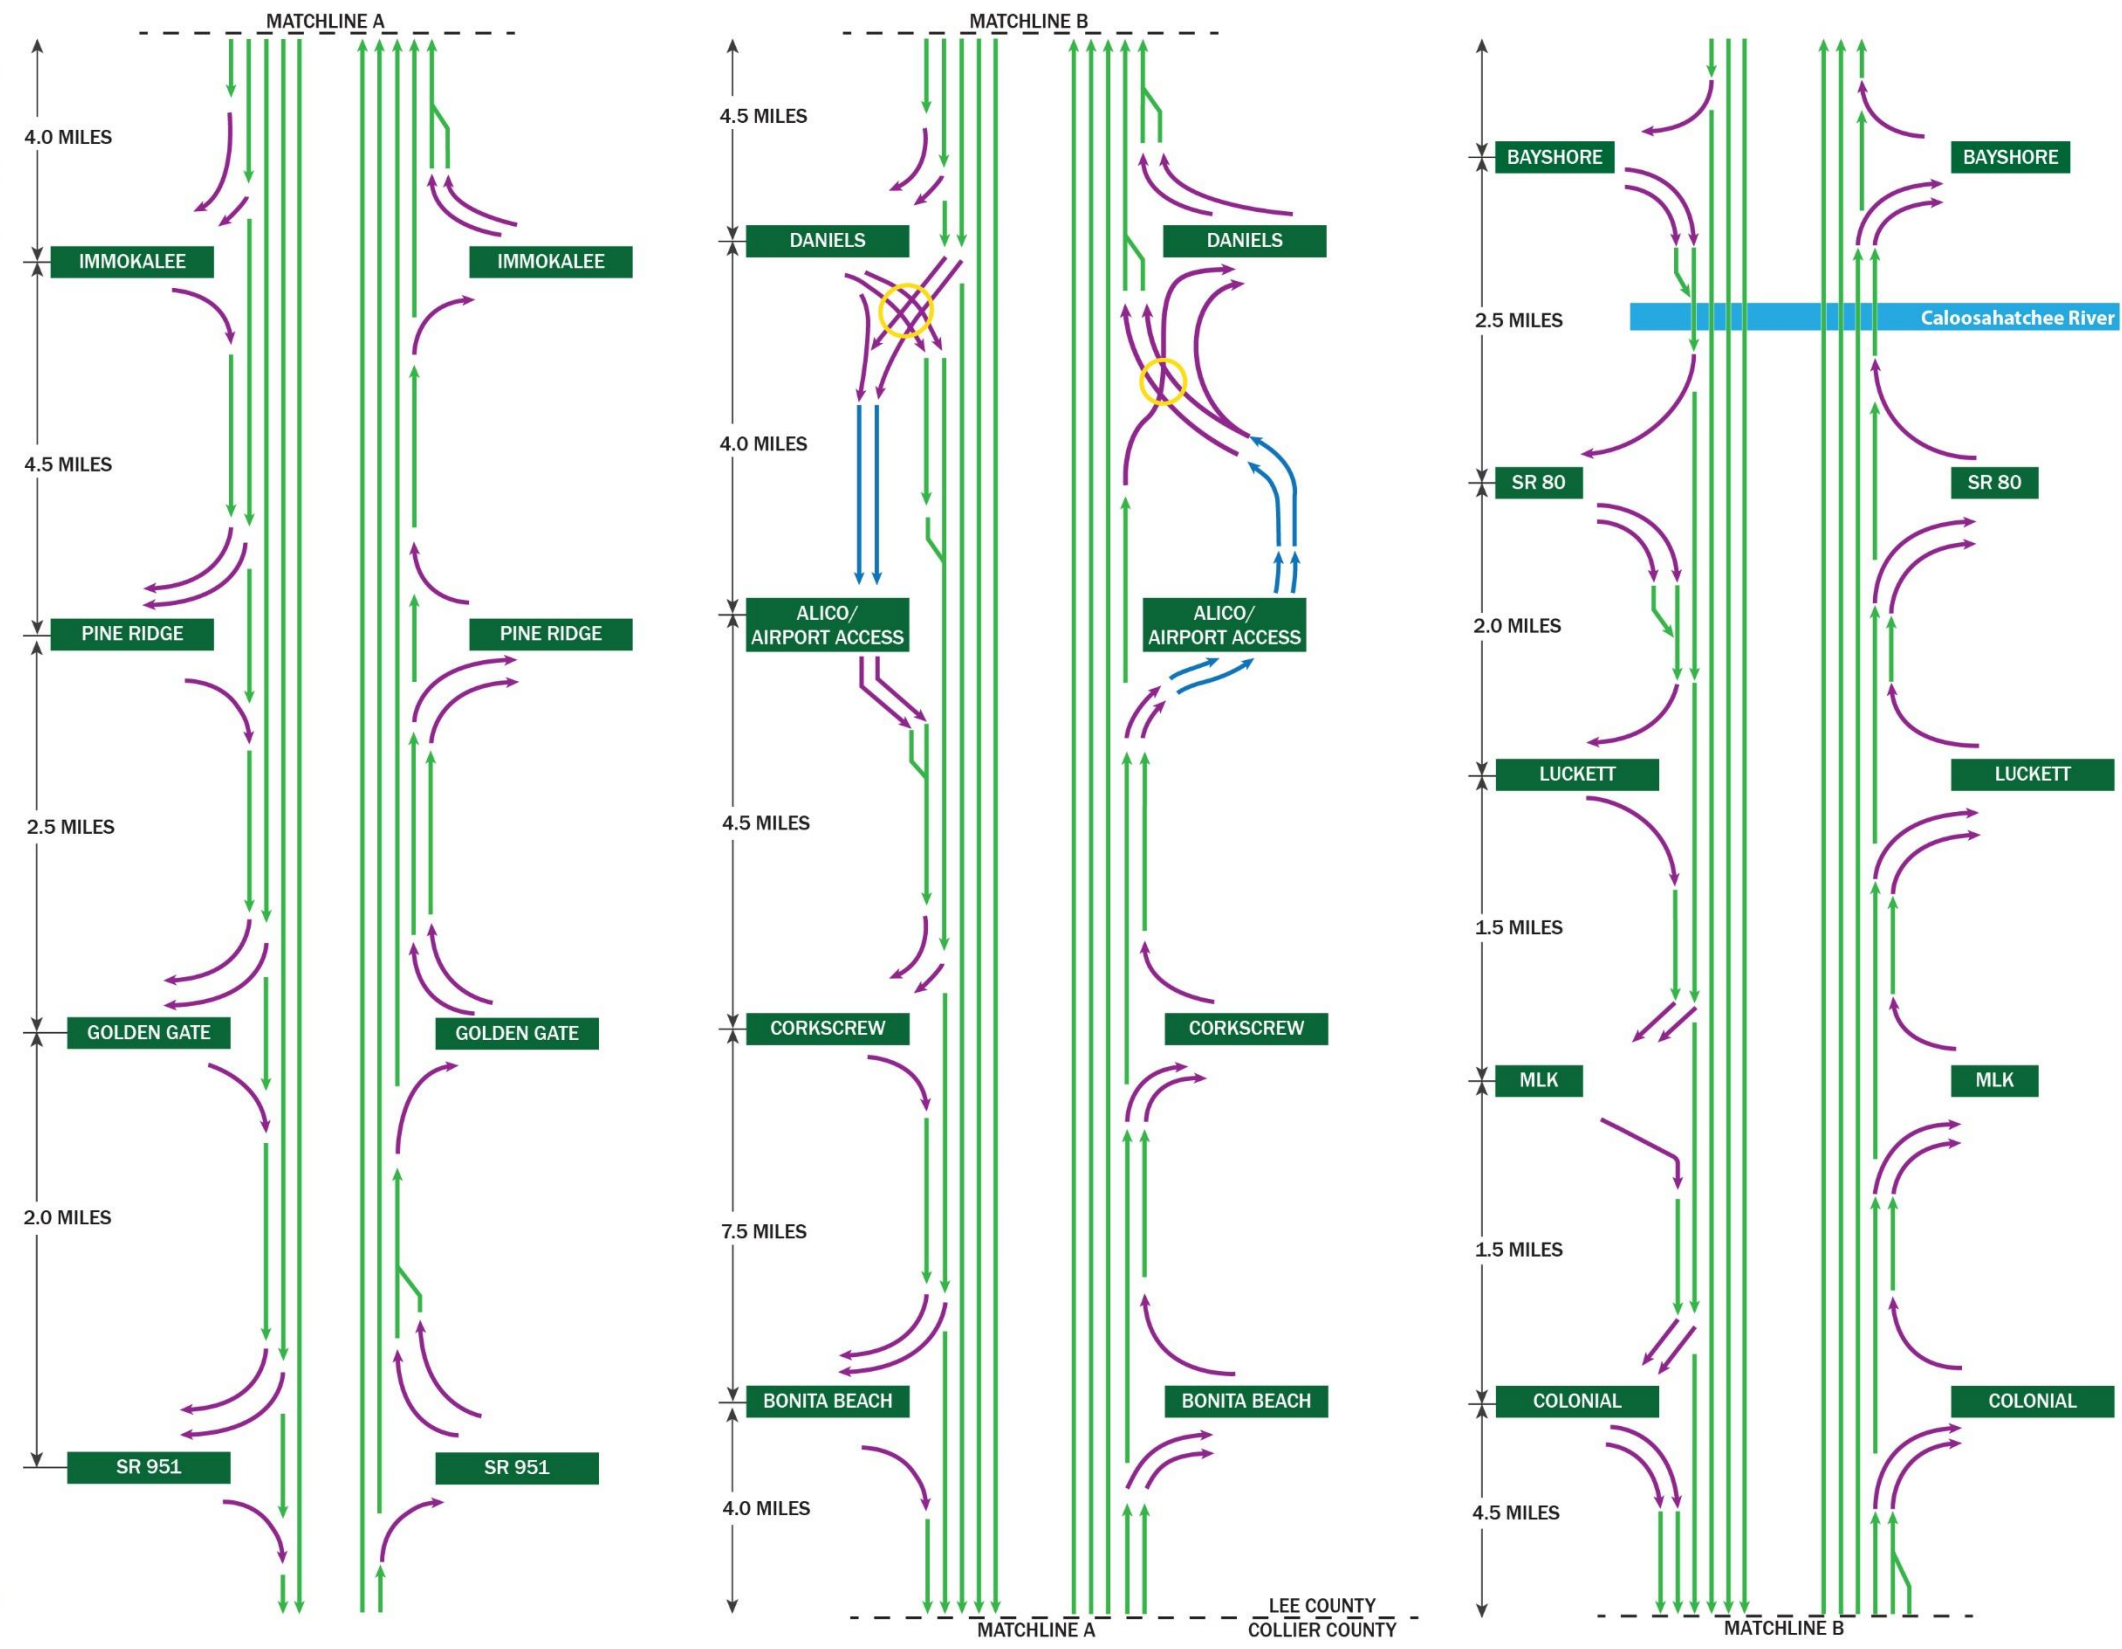 MATCHLINE A
4.0 MILES
IMMOKALEE
IMMOKALEE
4.5 MILES
PINE RIDGE
PINE RIDGE
2.5 MILES
GOLDEN GATE
GOLDEN GATE
2.0 MILES
SR 951
SR 951
MATCHLINE B
4.5 MILES
DANIELS
DANIELS
4.0 MILES
ALICO/
AIRPORT ACCESS
ALICO/
AIRPORT ACCESS
4.5 MILES
CORKSCREW
CORKSCREW
7.5 MILES
BONITA BEACH
BONITA BEACH
4.0 MILES
LEE COUNTY
MATCHLINE A
COLLIER COUNTY
BAYSHORE
BAYSHORE
2.5 MILES
Caloosahatchee River
SR 80
SR 80
2.0 MILES
LUCKETT
LUCKETT
1.5 MILES
MLK
MLK
1.5 MILES
COLONIAL
COLONIAL
4.5 MILES
MATCHLINE B